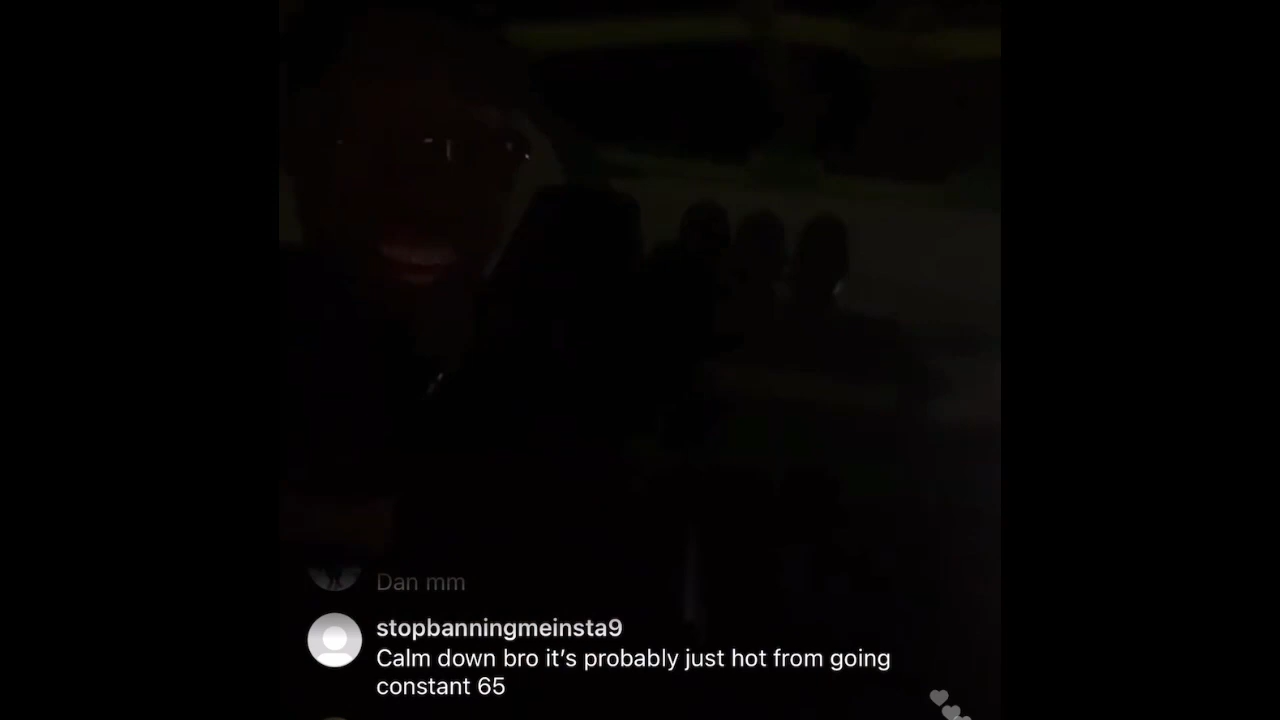 Dan mm
stopbanningmeinsta9
Calm down bro it’s probably just hot from going
constant 65